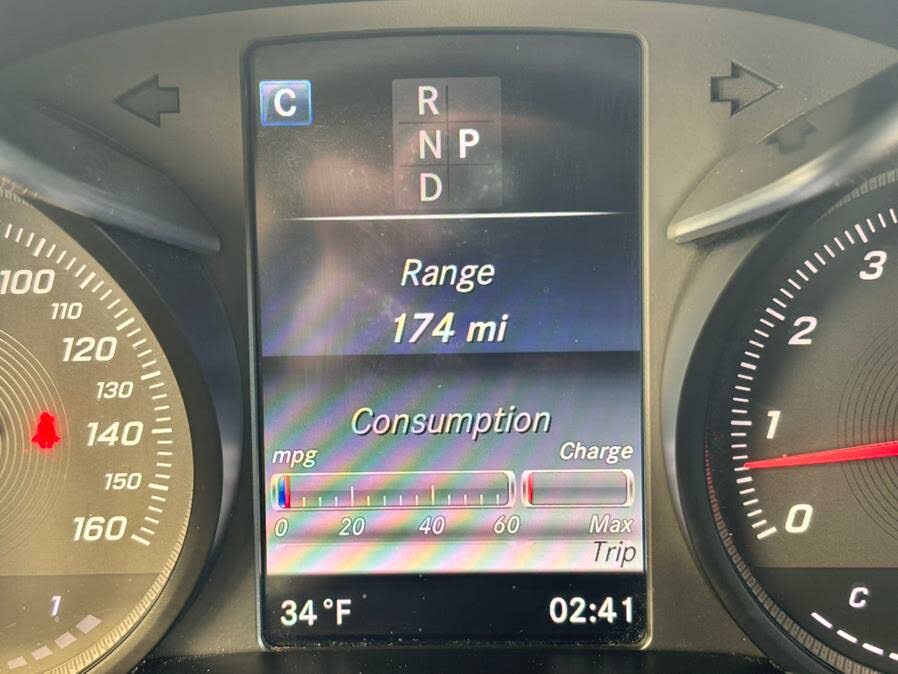 C
R
N P
D
Range
174 mi
Consumption
mpg Charge
0 20 40 60 Max
Trip
34°F 02:41
100
110
120
130
140
150
160
1
3
2
1
0
C